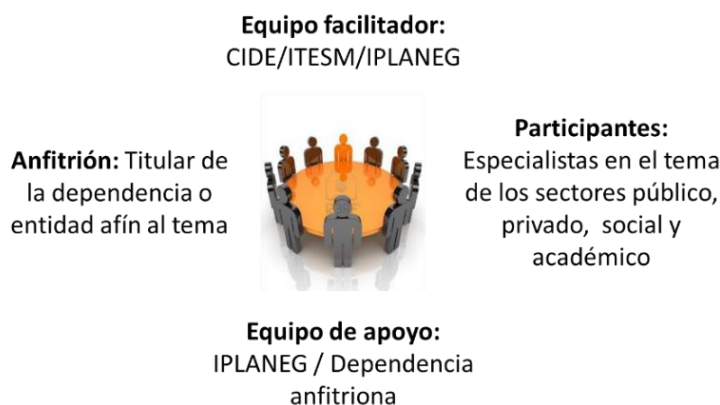 Equipo facilitador:
CIDE/ITESM/IPLANEG
Anfitrión: Titular de
la dependencia o
entidad afín al tema
Participantes:
Especialistas en el tema
de los sectores público,
privado, social y
académico
Equipo de apoyo:
IPLANEG / Dependencia
anfitriona